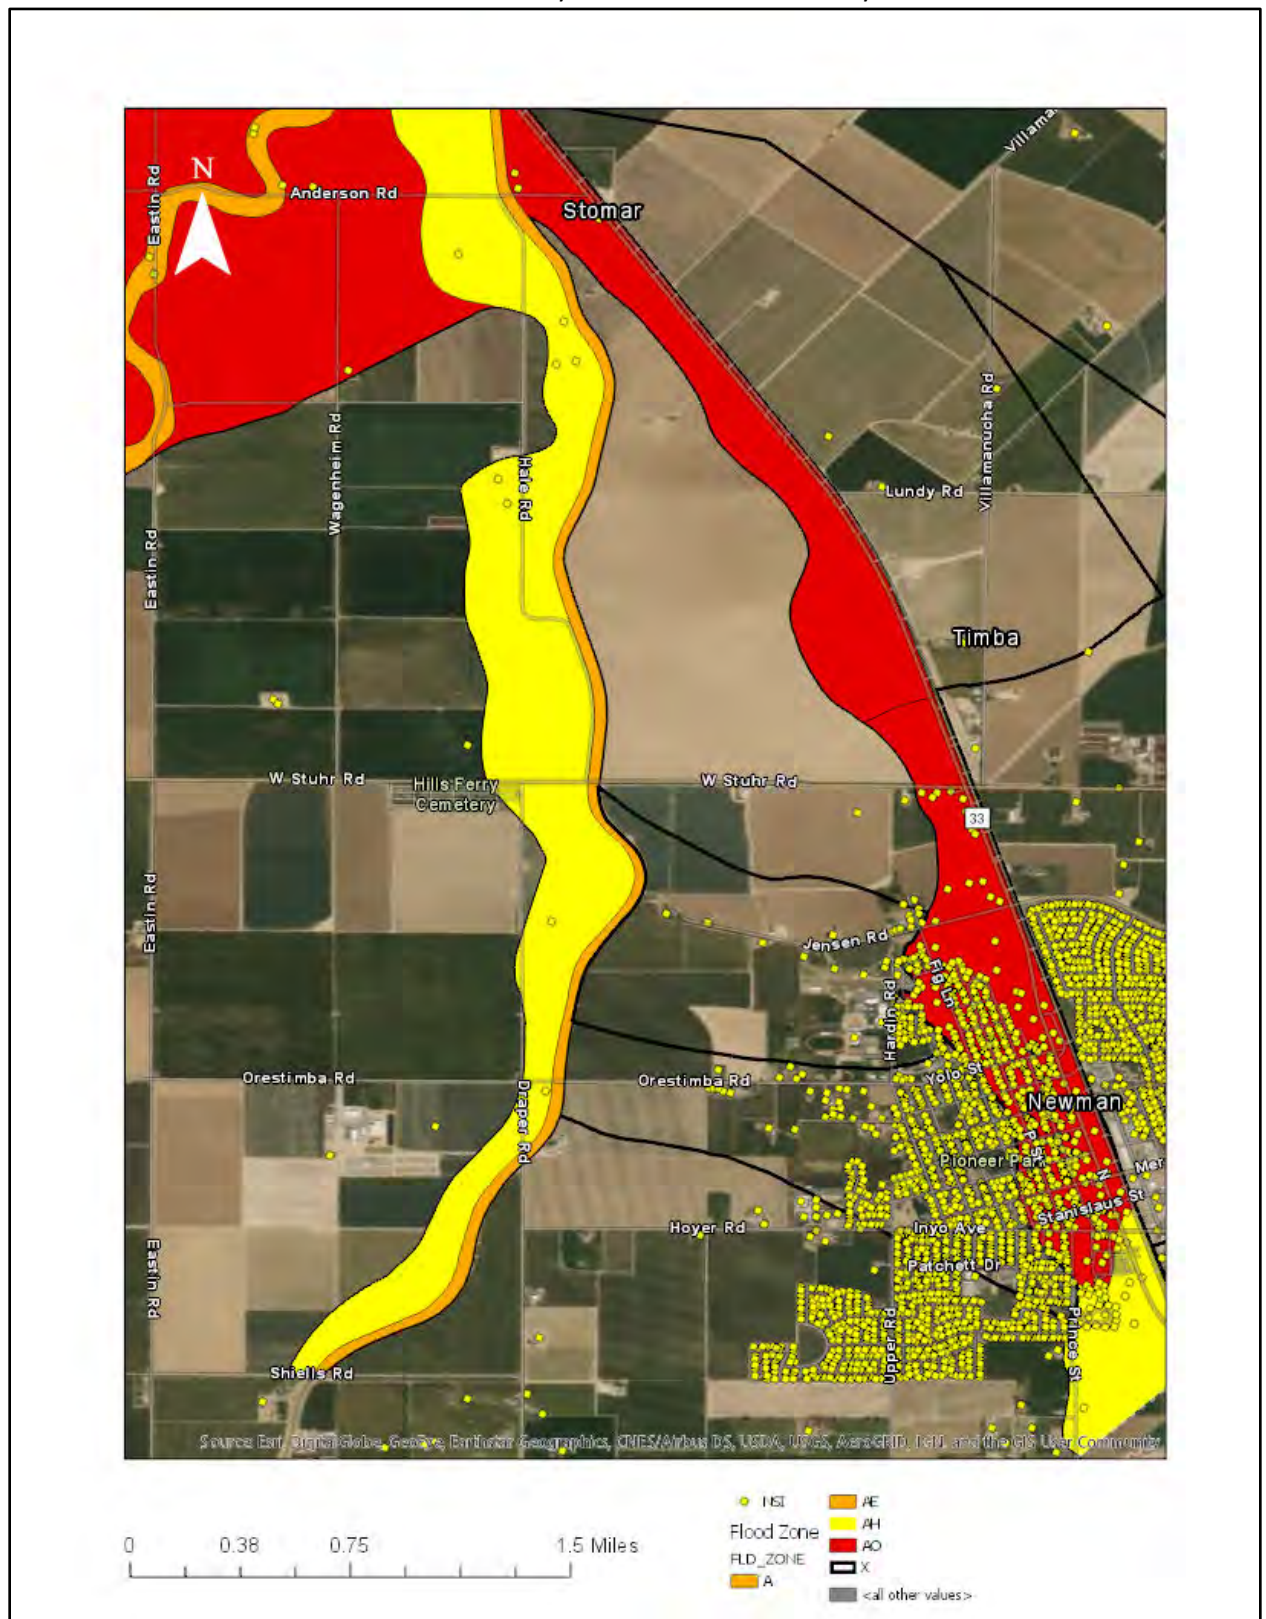 N
Eastin Rd
Anderson Rd
Stomar
Villama
Wagenheim Rd
Hale Rd
Villamanucha Rd
Lundy Rd
Eastin Rd
Timba
W Stuhr Rd
Hills Ferry
Cemetery
W Stuhr Rd
33
Eastin Rd
Jensen Rd
Fig Ln
Hardin Rd
Orestimba Rd
Orestimba Rd
Yolo St
Newman
Draper Rd
P St
Pioneer Park
Mer
N
Stanislaus St
Hoyer Rd
Inyo Ave
Patchett Dr
Eastin Rd
Upper Rd
Prince St
Shiells Rd
Source: Esri, DigitalGlobe, GeoEye, Earthstar Geographics, CNES/Airbus DS, USDA, USGS, AeroGRID, IGN, and the GIS User Community
NSI
Flood Zone
FLD_ZONE
A
AE
AH
AO
X
<all other values>
0 0.38 0.75 1.5 Miles